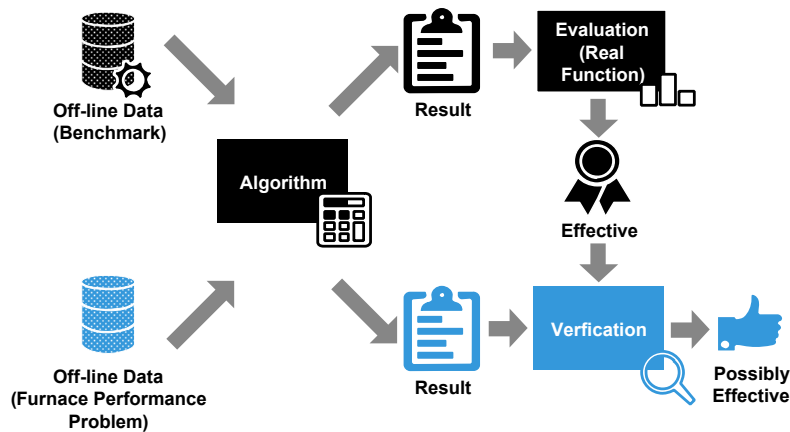 Off-line Data
(Benchmark)
Algorithm
Result
Evaluation
(Real
Function)
Effective
Off-line Data
(Furnace Performance
Problem)
Result
Verfication
Possibly
Effective